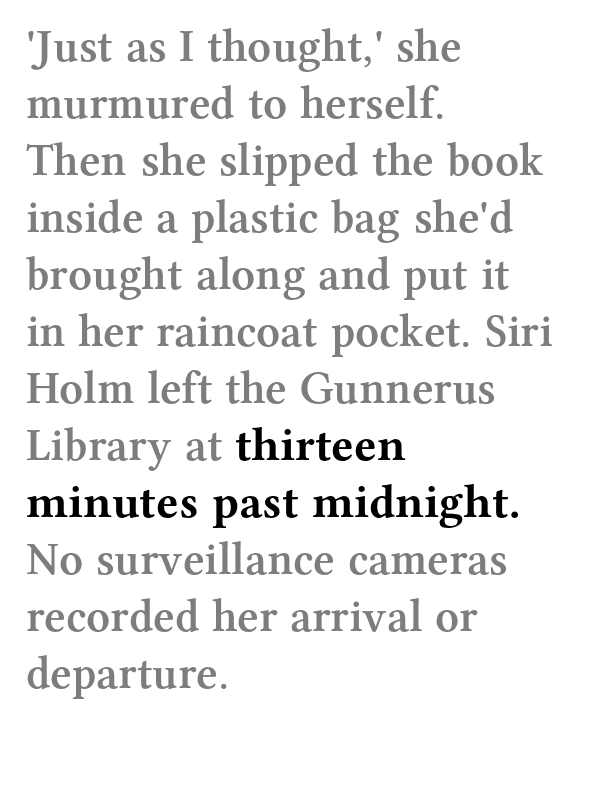 'Just as I thought,' she
murmured to herself.
Then she slipped the book
inside a plastic bag she'd
brought along and put it
in her raincoat pocket. Siri
Holm left the Gunnerus
Library at thirteen
minutes past midnight.
No surveillance cameras
recorded her arrival or
departure.